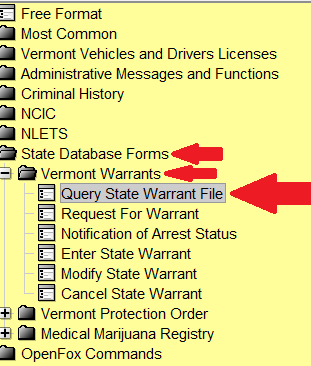 Free Format
Most Common
Vermont Vehicles and Drivers Licenses
Administrative Messages and Functions
Criminal History
NCIC
NLETS
State Database Forms
Vermont Warrants
Query State Warrant File
Request For Warrant
Notification of Arrest Status
Enter State Warrant
Modify State Warrant
Cancel State Warrant
Vermont Protection Order
Medical Marijuana Registry
OpenFox Commands